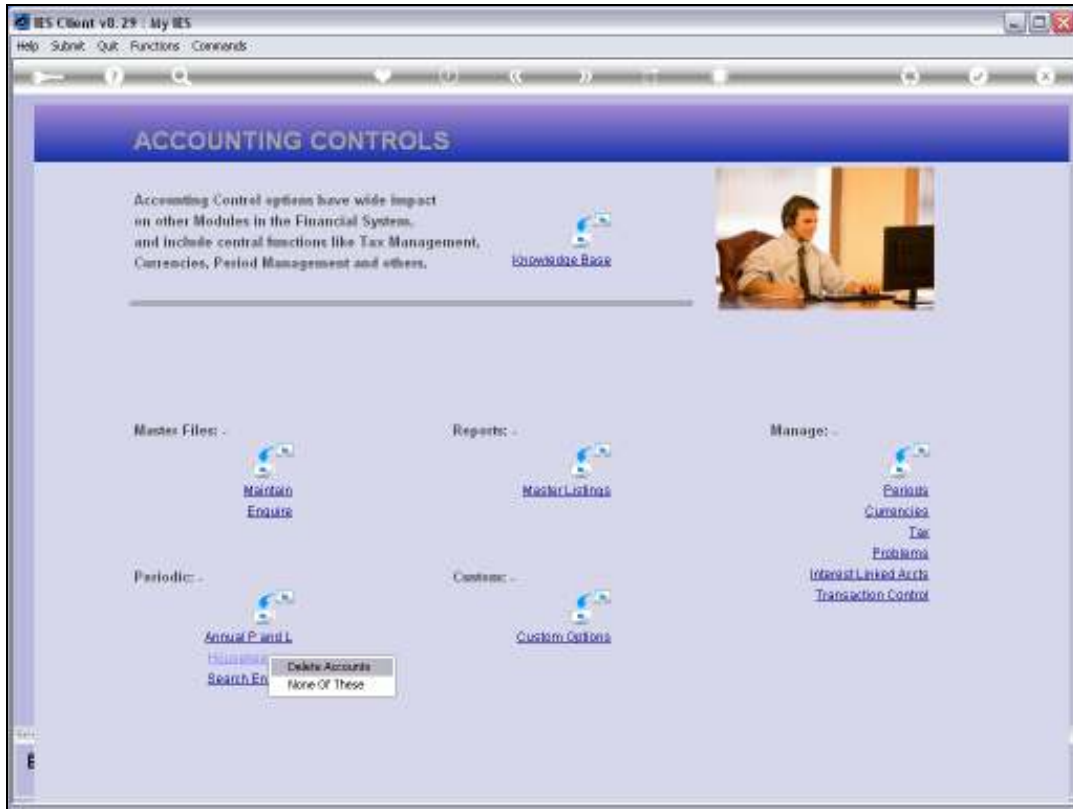 IES Client v8.29 : My IES
Help Submit Quit Functions Commands
ACCOUNTING CONTROLS
Accounting Control options have wide impact
on other Modules in the Financial System,
and include central functions like Tax Management,
Currencies, Period Management and others.
Knowledge Base
Master Files: -
Reports: -
Manage: -
Maintain
Enquire
Master Listings
Periods
Currencies
Tax
Problems
Interest Linked Accts
Transaction Control
Periodic: -
Custom: -
Annual P and L
Search En
Custom Options
Delete Accounts
None Of These